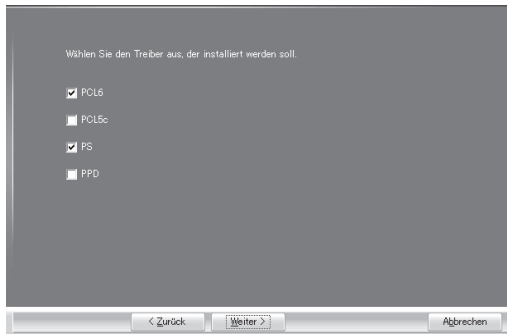 Wählen Sie den Treiber aus, der installiert werden soll.
PCL6
PCL5c
PS
PPD
< Zurück
Weiter >
Abbrechen